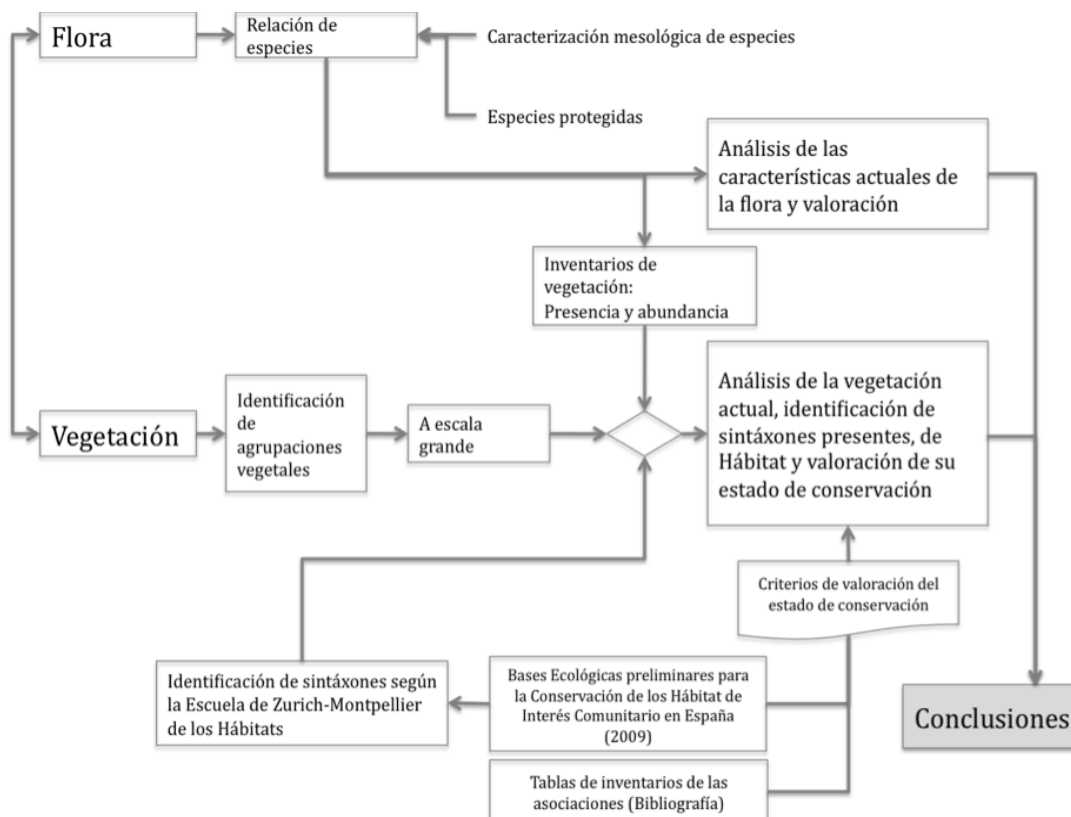 Flora
Relación de
especies
Caracterización mesológica de especies
Especies protegidas
Análisis de las
características actuales de
la flora y valoración
Inventarios de
vegetación:
Presencia y abundancia
Vegetación
Identificación
de
agrupaciones
vegetales
A escala
grande
Análisis de la vegetación
actual, identificación de
sintáxones presentes, de
Hábitat y valoración de su
estado de conservación
Criterios de valoración del
estado de conservación
Identificación de sintáxones según
la Escuela de Zurich-Montpellier
de los Hábitats
Bases Ecológicas preliminares para
la Conservación de los Hábitat de
Interés Comunitario en España
(2009)
Conclusiones
Tablas de inventarios de las
asociaciones (Bibliografía)